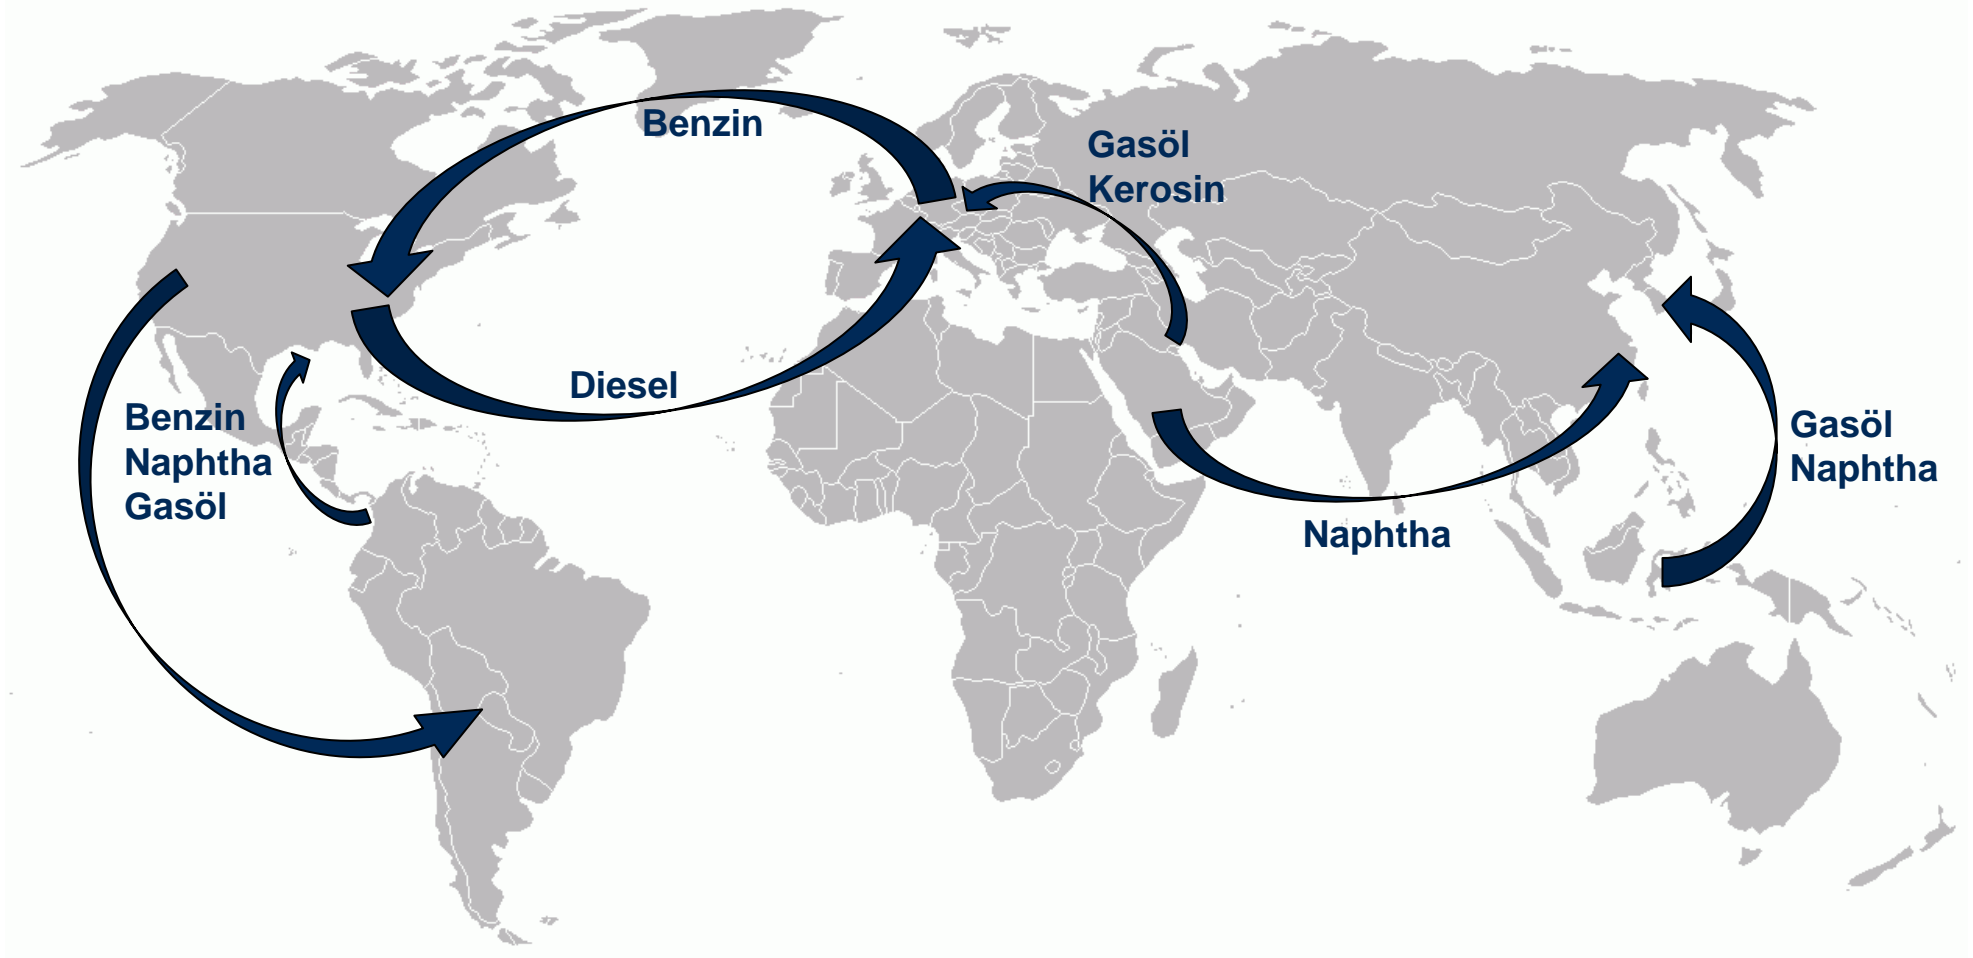 Benzin
Gasöl
Kerosin
Diesel
Benzin
Naphtha
Gasöl
Gasöl
Naphtha
Naphtha